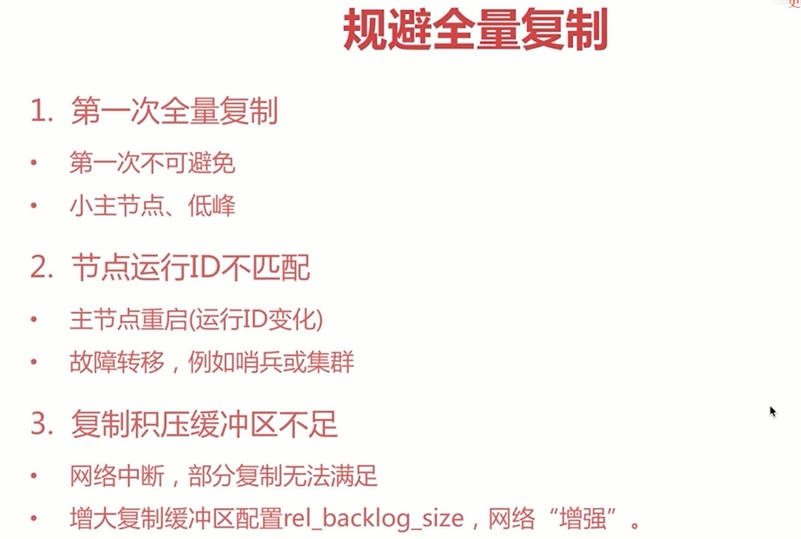 更
规避全量复制
1. 第一次全量复制
• 第一次不可避免
• 小主节点、低峰
2. 节点运行ID不匹配
• 主节点重启(运行ID变化)
• 故障转移，例如哨兵或集群
3. 复制积压缓冲区不足
• 网络中断，部分复制无法满足
• 增大复制缓冲区配置rel_backlog_size，网络“增强”。